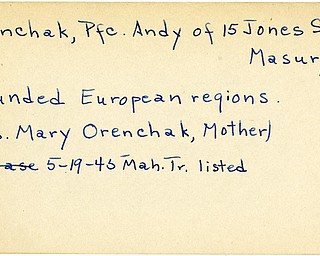 nchak, Pfc. Andy of 15 Jones S
Masur
unded European regions.
s. Mary Orenchak, Mother)
ase 5-19-45 Mah. Tr. listed